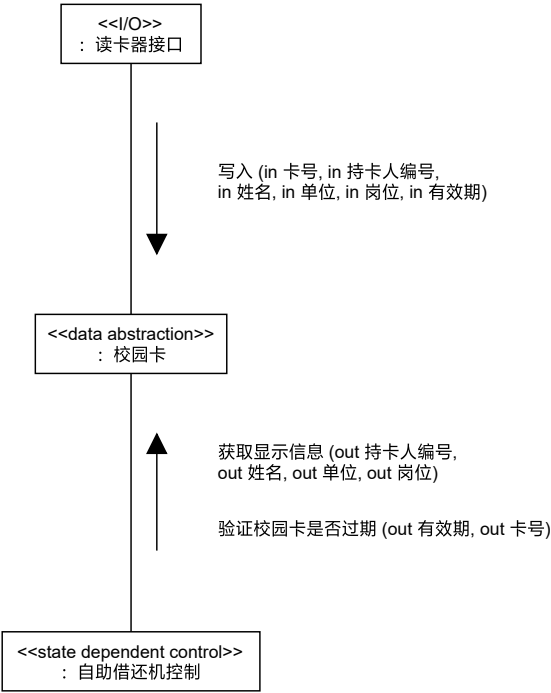 <<I/O>>
: 读卡器接口
写入 (in 卡号, in 持卡人编号,
in 姓名, in 单位, in 岗位, in 有效期)
<<data abstraction>>
: 校园卡
获取显示信息 (out 持卡人编号,
out 姓名, out 单位, out 岗位)
验证校园卡是否过期 (out 有效期, out 卡号)
<<state dependent control>>
: 自助借还机控制